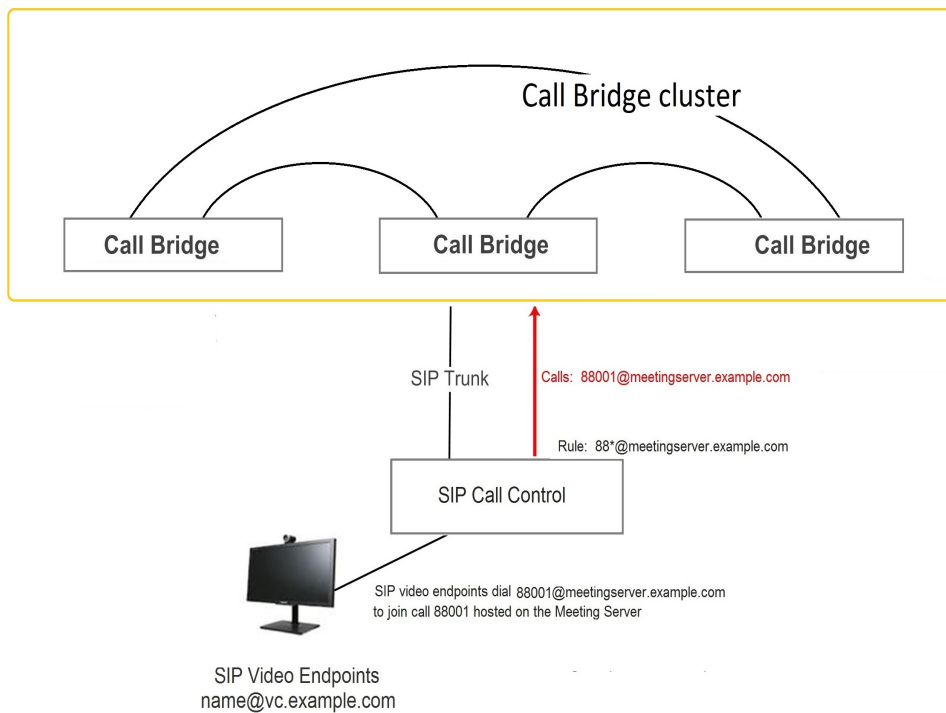 Call Bridge cluster
Call Bridge
Call Bridge
Call Bridge
SIP Trunk
Calls: 88001@meetingserver.example.com
Rule: 88*@meetingserver.example.com
SIP Call Control
SIP video endpoints dial 88001@meetingserver.example.com
to join call 88001 hosted on the Meeting Server
SIP Video Endpoints
name@vc.example.com